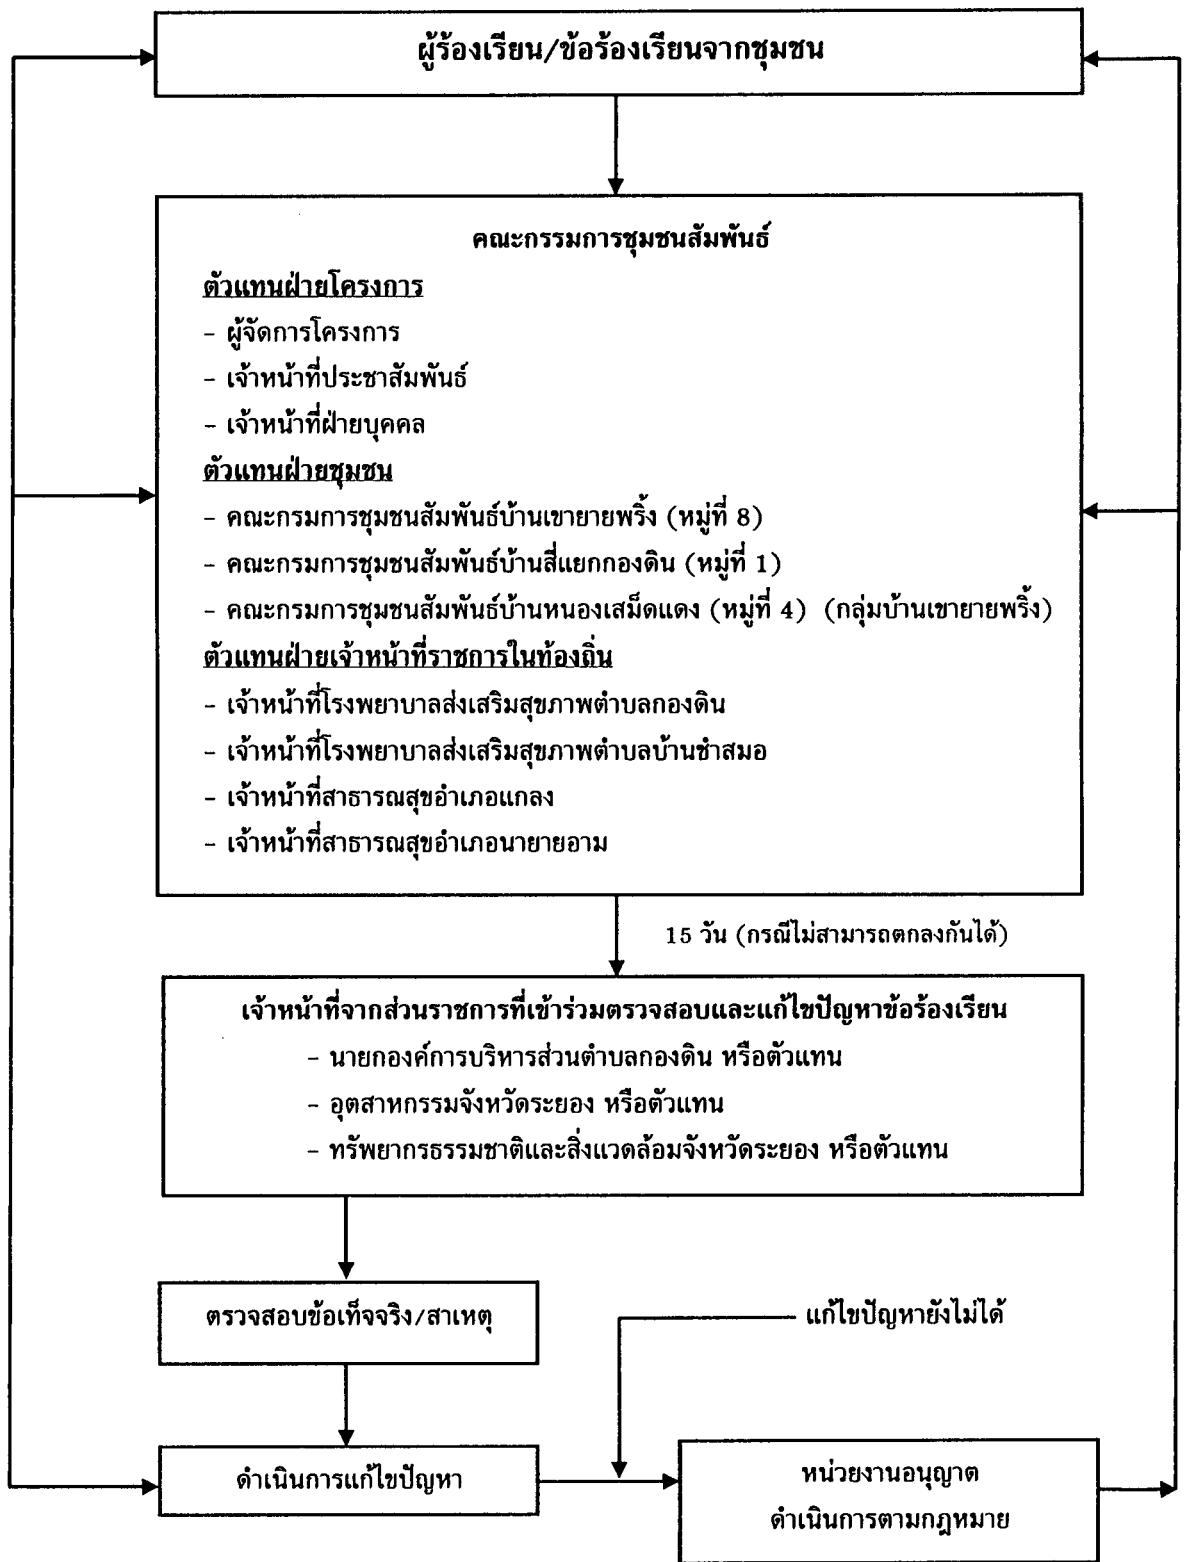 ผู้ร้องเรียน/ข้อร้องเรียนจากชุมชน
คณะกรรมการชุมชนสัมพันธ์
ตัวแทนฝ่ายโครงการ
- ผู้จัดการโครงการ
- เจ้าหน้าที่ประชาสัมพันธ์
- เจ้าหน้าที่ฝ่ายบุคคล
ตัวแทนฝ่ายชุมชน
- คณะกรมการชุมชนสัมพันธ์บ้านเขายายพริ้ง (หมู่ที่ 8)
- คณะกรมการชุมชนสัมพันธ์บ้านสี่แยกกองดิน (หมู่ที่ 1)
- คณะกรมการชุมชนสัมพันธ์บ้านหนองเสม็ดแดง (หมู่ที่ 4) (กลุ่มบ้านเขายายพริ้ง)
ตัวแทนฝ่ายเจ้าหน้าที่ราชการในท้องถิ่น
- เจ้าหน้าที่โรงพยาบาลส่งเสริมสุขภาพตำบลกองดิน
- เจ้าหน้าที่โรงพยาบาลส่งเสริมสุขภาพตำบลบ้านชำสมอ
- เจ้าหน้าที่สาธารณสุขอำเภอแกลง
- เจ้าหน้าที่สาธารณสุขอำเภอนายายอาม
15 วัน (กรณีไม่สามารถตกลงกันได้)
เจ้าหน้าที่จากส่วนราชการที่เข้าร่วมตรวจสอบและแก้ไขปัญหาข้อร้องเรียน
- นายกองค์การบริหารส่วนตำบลกองดิน หรือตัวแทน
- อุตสาหกรรมจังหวัดระยอง หรือตัวแทน
- ทรัพยากรธรรมชาติและสิ่งแวดล้อมจังหวัดระยอง หรือตัวแทน
ตรวจสอบข้อเท็จจริง/สาเหตุ
แก้ไขปัญหายังไม่ได้
ดำเนินการแก้ไขปัญหา
หน่วยงานอนุญาต
ดำเนินการตามกฎหมาย